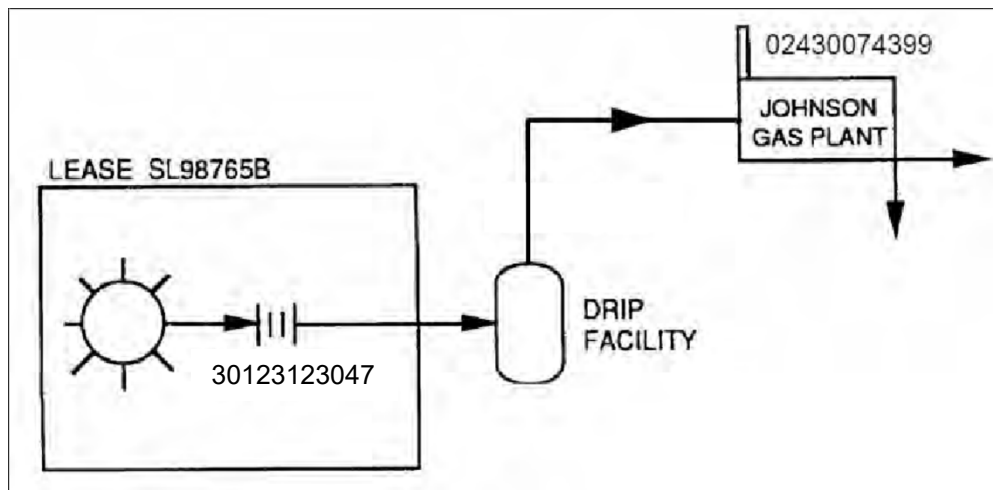 02430074399
JOHNSON
GAS PLANT
LEASE SL98765B
DRIP
FACILITY
30123123047